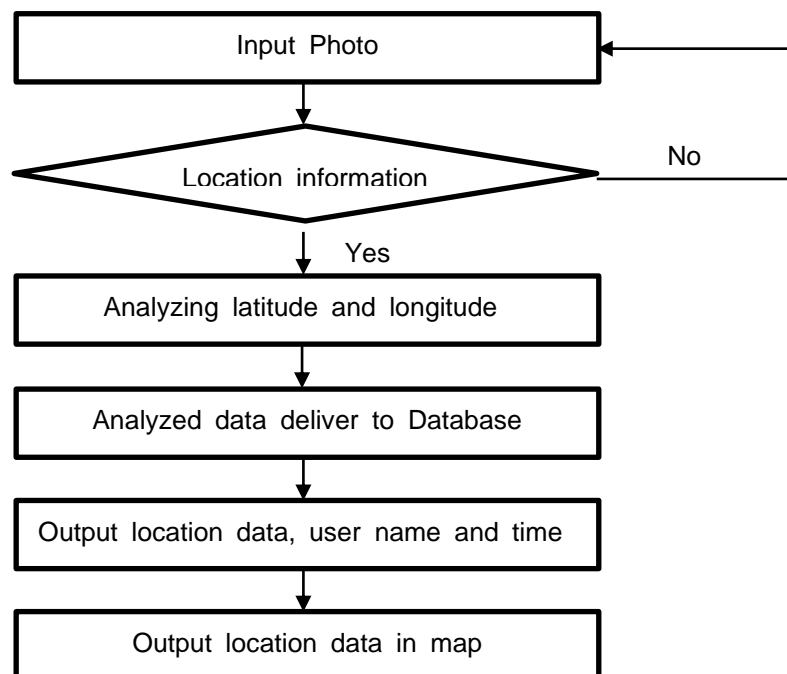 Input Photo
Location information
No
Yes
Analyzing latitude and longitude
Analyzed data deliver to Database
Output location data, user name and time
Output location data in map